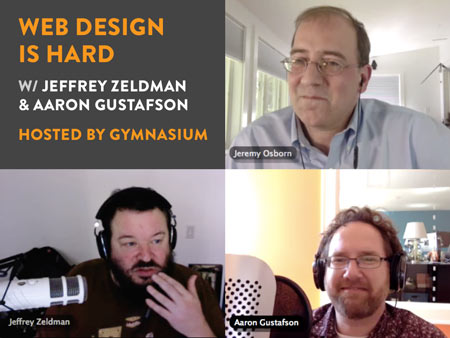 WEB DESIGN
IS HARD
W/ JEFFREY ZELDMAN
& AARON GUSTAFSON
HOSTED BY GYMNASIUM
Jeremy Osborn
Jeffrey Zeldman
Aaron Gustafson